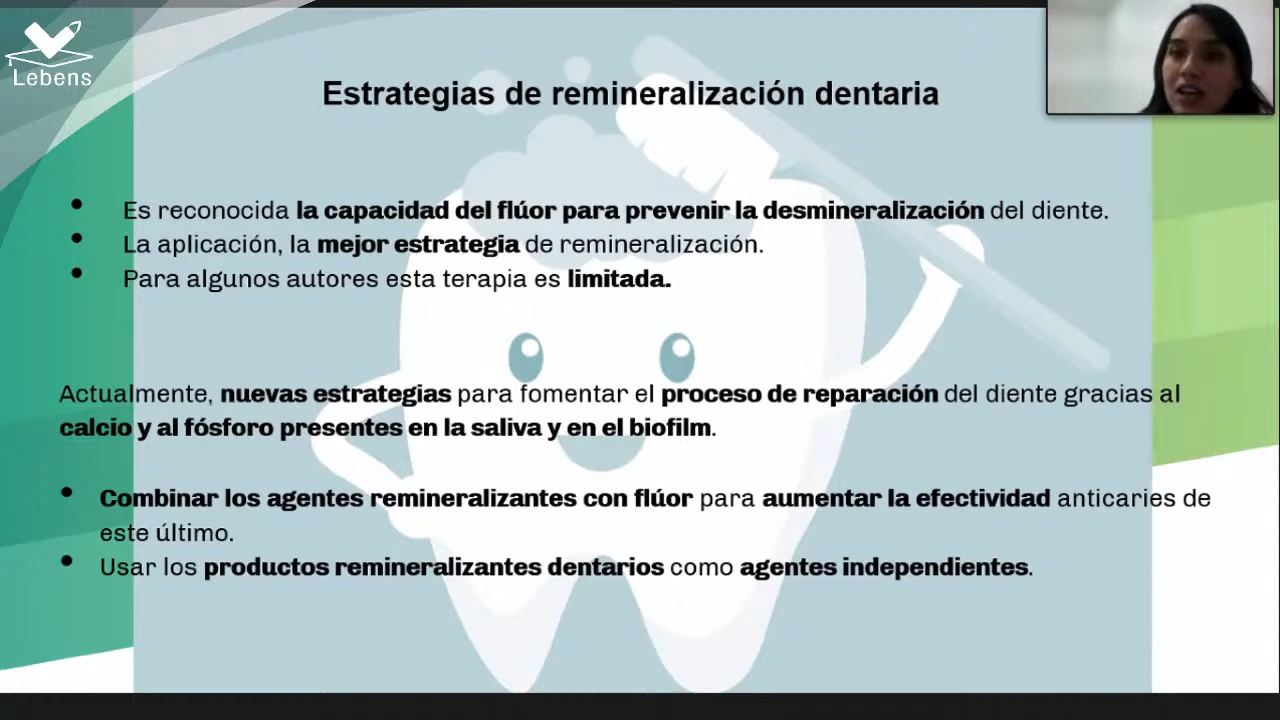 Lebens
Estrategias de remineralización dentaria
• Es reconocida la capacidad del flúor para prevenir la desmineralización del diente.
• La aplicación, la mejor estrategia de remineralización.
• Para algunos autores esta terapia es limitada.
Actualmente, nuevas estrategias para fomentar el proceso de reparación del diente gracias al
calcio y al fósforo presentes en la saliva y en el biofilm.
• Combinar los agentes remineralizantes con flúor para aumentar la efectividad anticaries de
este último.
• Usar los productos remineralizantes dentarios como agentes independientes.